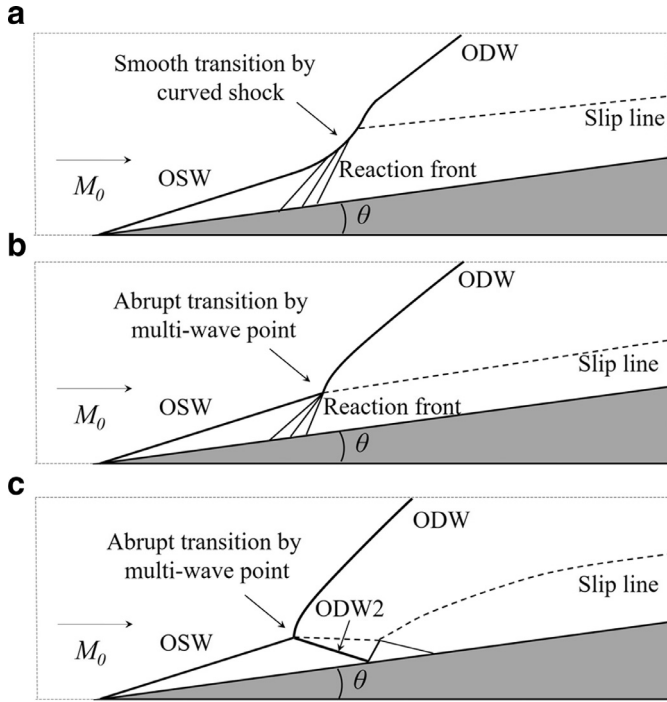 a
ODW
Smooth transition by
curved shock
Slip line
Reaction front
OSW
M0
θ
b
ODW
Abrupt transition by
multi-wave point
Slip line
Reaction front
OSW
M0
θ
c
ODW
Abrupt transition by
multi-wave point
ODW2
Slip line
OSW
M0
θ